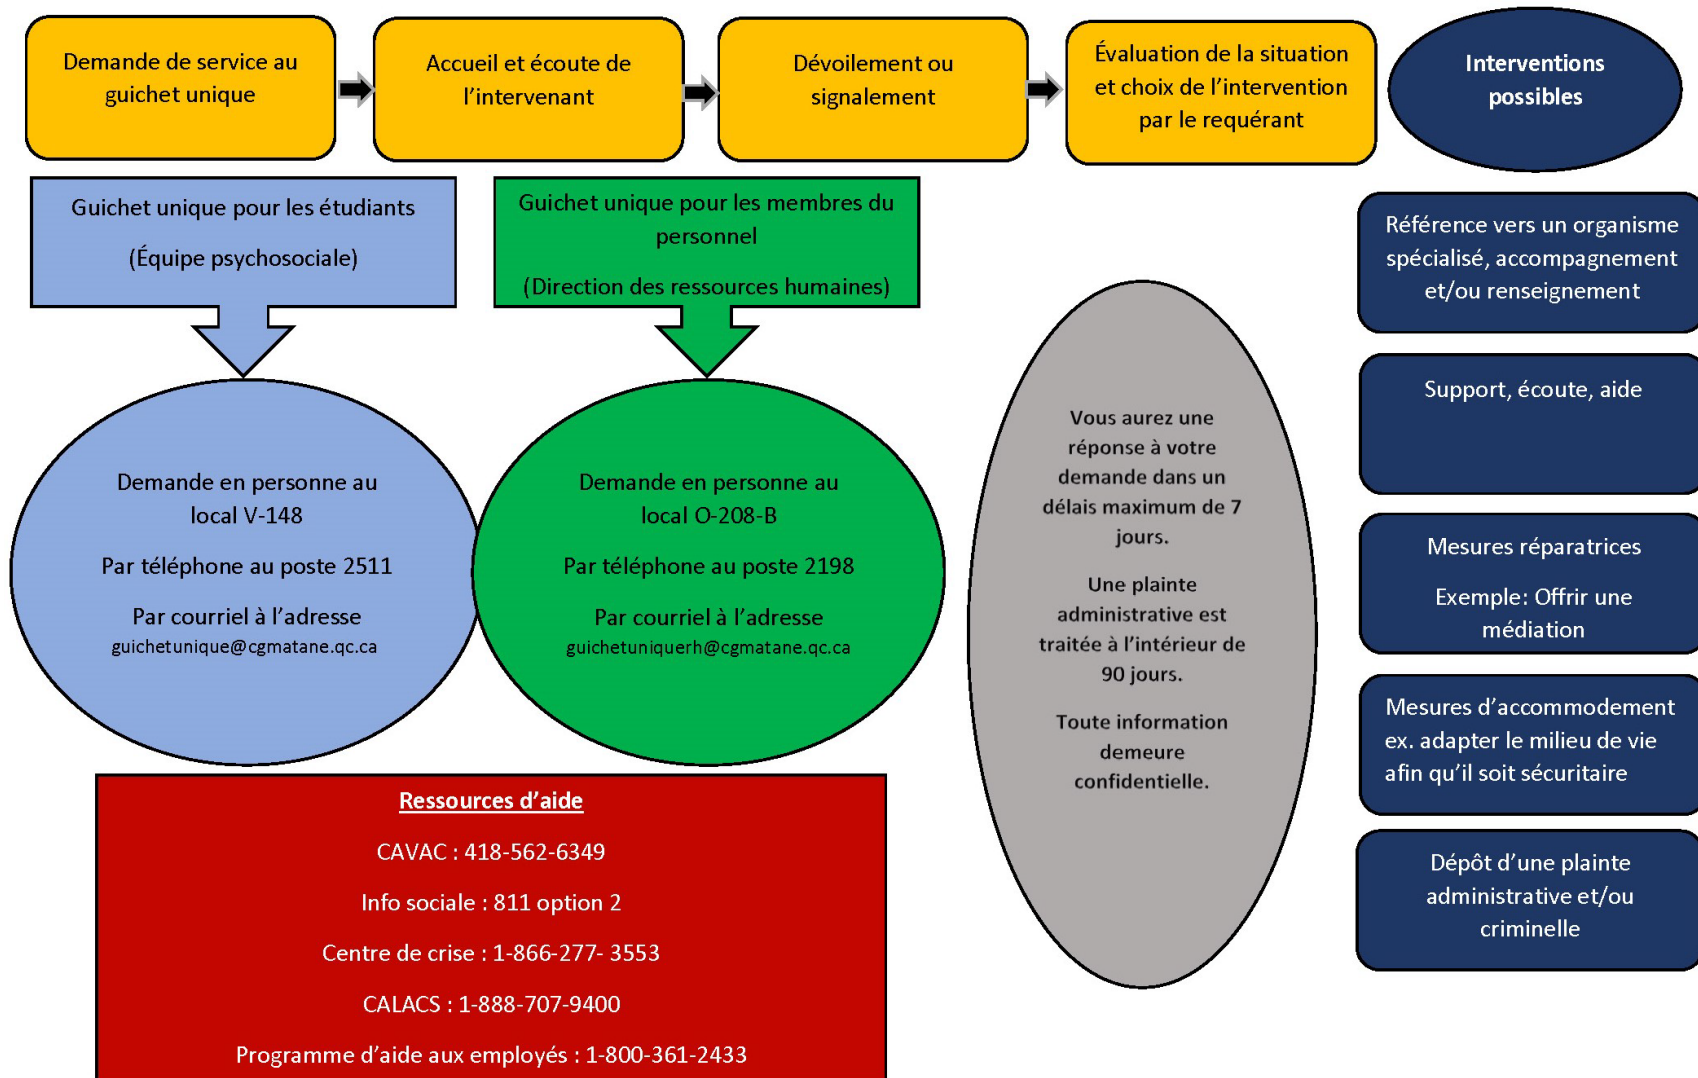 Demande de service au
guichet unique
Accueil et écoute de
l'intervenant
Dévoilement ou
signalement
Évaluation de la situation
et choix de l'intervention
par le requérant
Interventions
possibles
Guichet unique pour les étudiants
(Équipe psychosociale)
Guichet unique pour les membres du
personnel
(Direction des ressources humaines)
Demande en personne au
local V-148
Par téléphone au poste 2511
Par courriel à l'adresse
guichetunique@cgmatane.qc.ca
Demande en personne au
local O-208-B
Par téléphone au poste 2198
Par courriel à l'adresse
guichetuniquerh@cgmatane.qc.ca
Vous aurez une
réponse à votre
demande dans un
délais maximum de 7
jours.
Une plainte
administrative est
traitée à l'intérieur de
90 jours.
Toute information
demeure
confidentielle.
Référence vers un organisme
spécialisé, accompagnement
et/ou renseignement
Support, écoute, aide
Mesures réparatrices
Exemple: Offrir une
médiation
Mesures d'accommodement
ex. adapter le milieu de vie
afin qu'il soit sécuritaire
Dépôt d'une plainte
administrative et/ou
criminelle
Ressources d'aide
CAVAC : 418-562-6349
Info sociale : 811 option 2
Centre de crise : 1-866-277- 3553
CALACS : 1-888-707-9400
Programme d'aide aux employés : 1-800-361-2433